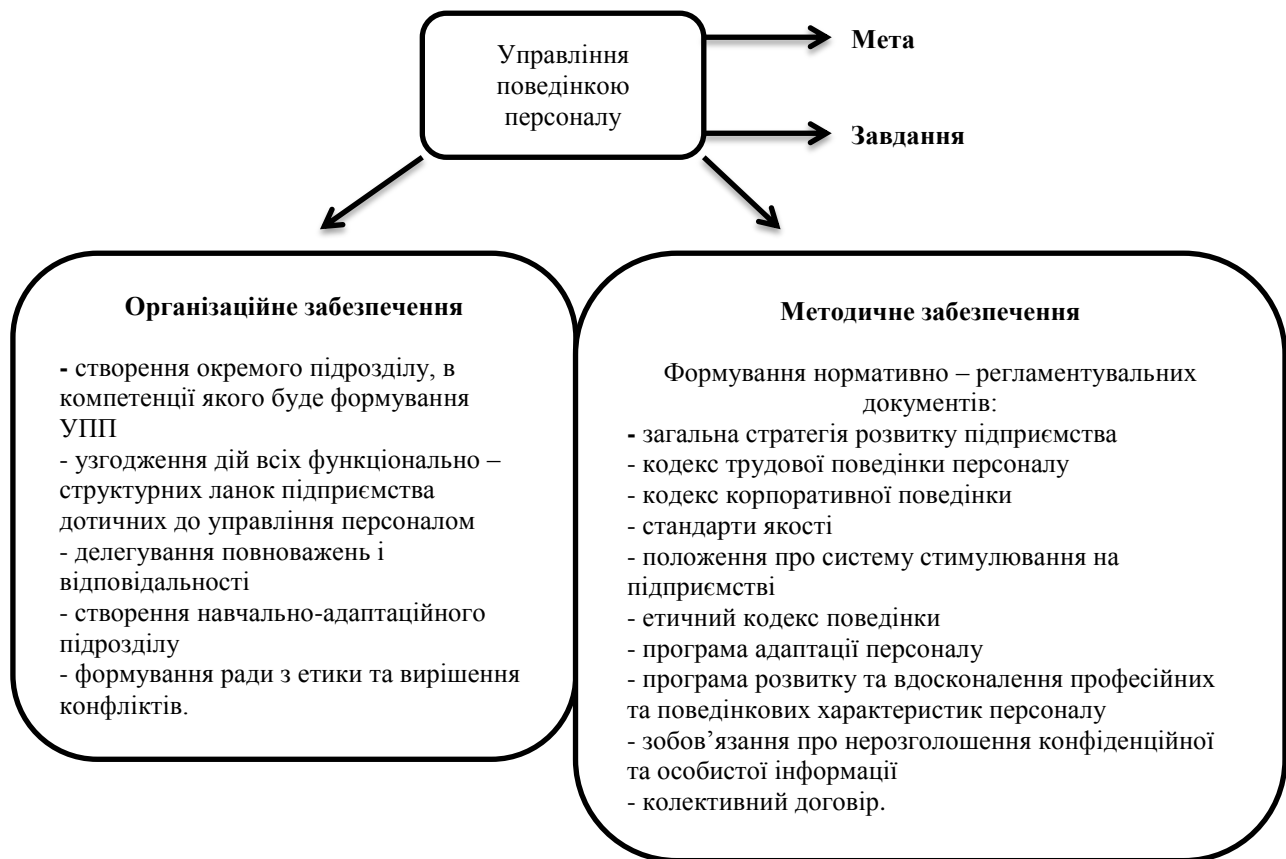 Управління
поведінкою
персоналу
Мета
Завдання
Організаційне забезпечення
- створення окремого підрозділу, в
компетенції якого буде формування
УПП
- узгодження дій всіх функціонально –
структурних ланок підприємства
дотичних до управління персоналом
- делегування повноважень і
відповідальності
- створення навчально-адаптаційного
підрозділу
- формування ради з етики та вирішення
конфліктів.
Методичне забезпечення
Формування нормативно – регламентувальних
документів:
- загальна стратегія розвитку підприємства
- кодекс трудової поведінки персоналу
- кодекс корпоративної поведінки
- стандарти якості
- положення про систему стимулювання на
підприємстві
- етичний кодекс поведінки
- програма адаптації персоналу
- програма розвитку та вдосконалення професійних
та поведінкових характеристик персоналу
- зобов’язання про нерозголошення конфіденційної
та особистої інформації
- колективний договір.